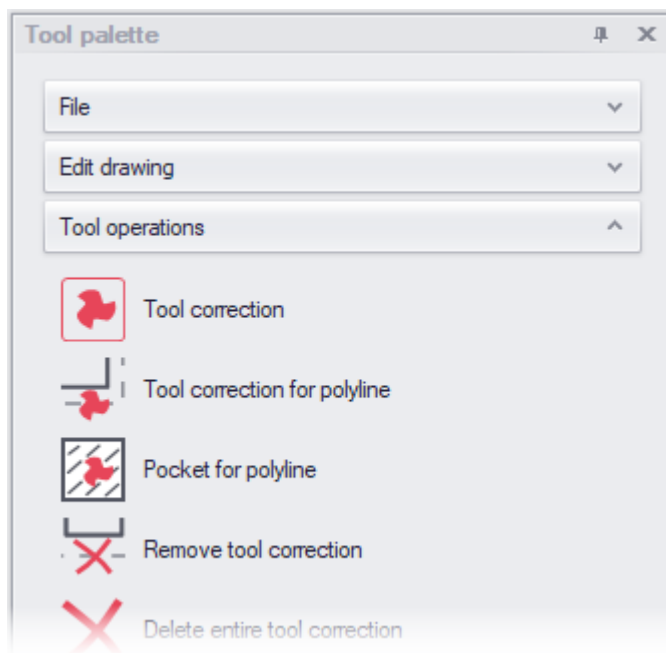 Tool palette
File
Edit drawing
Tool operations
Tool correction
Tool correction for polyline
Pocket for polyline
Remove tool correction
Delete entire tool correction